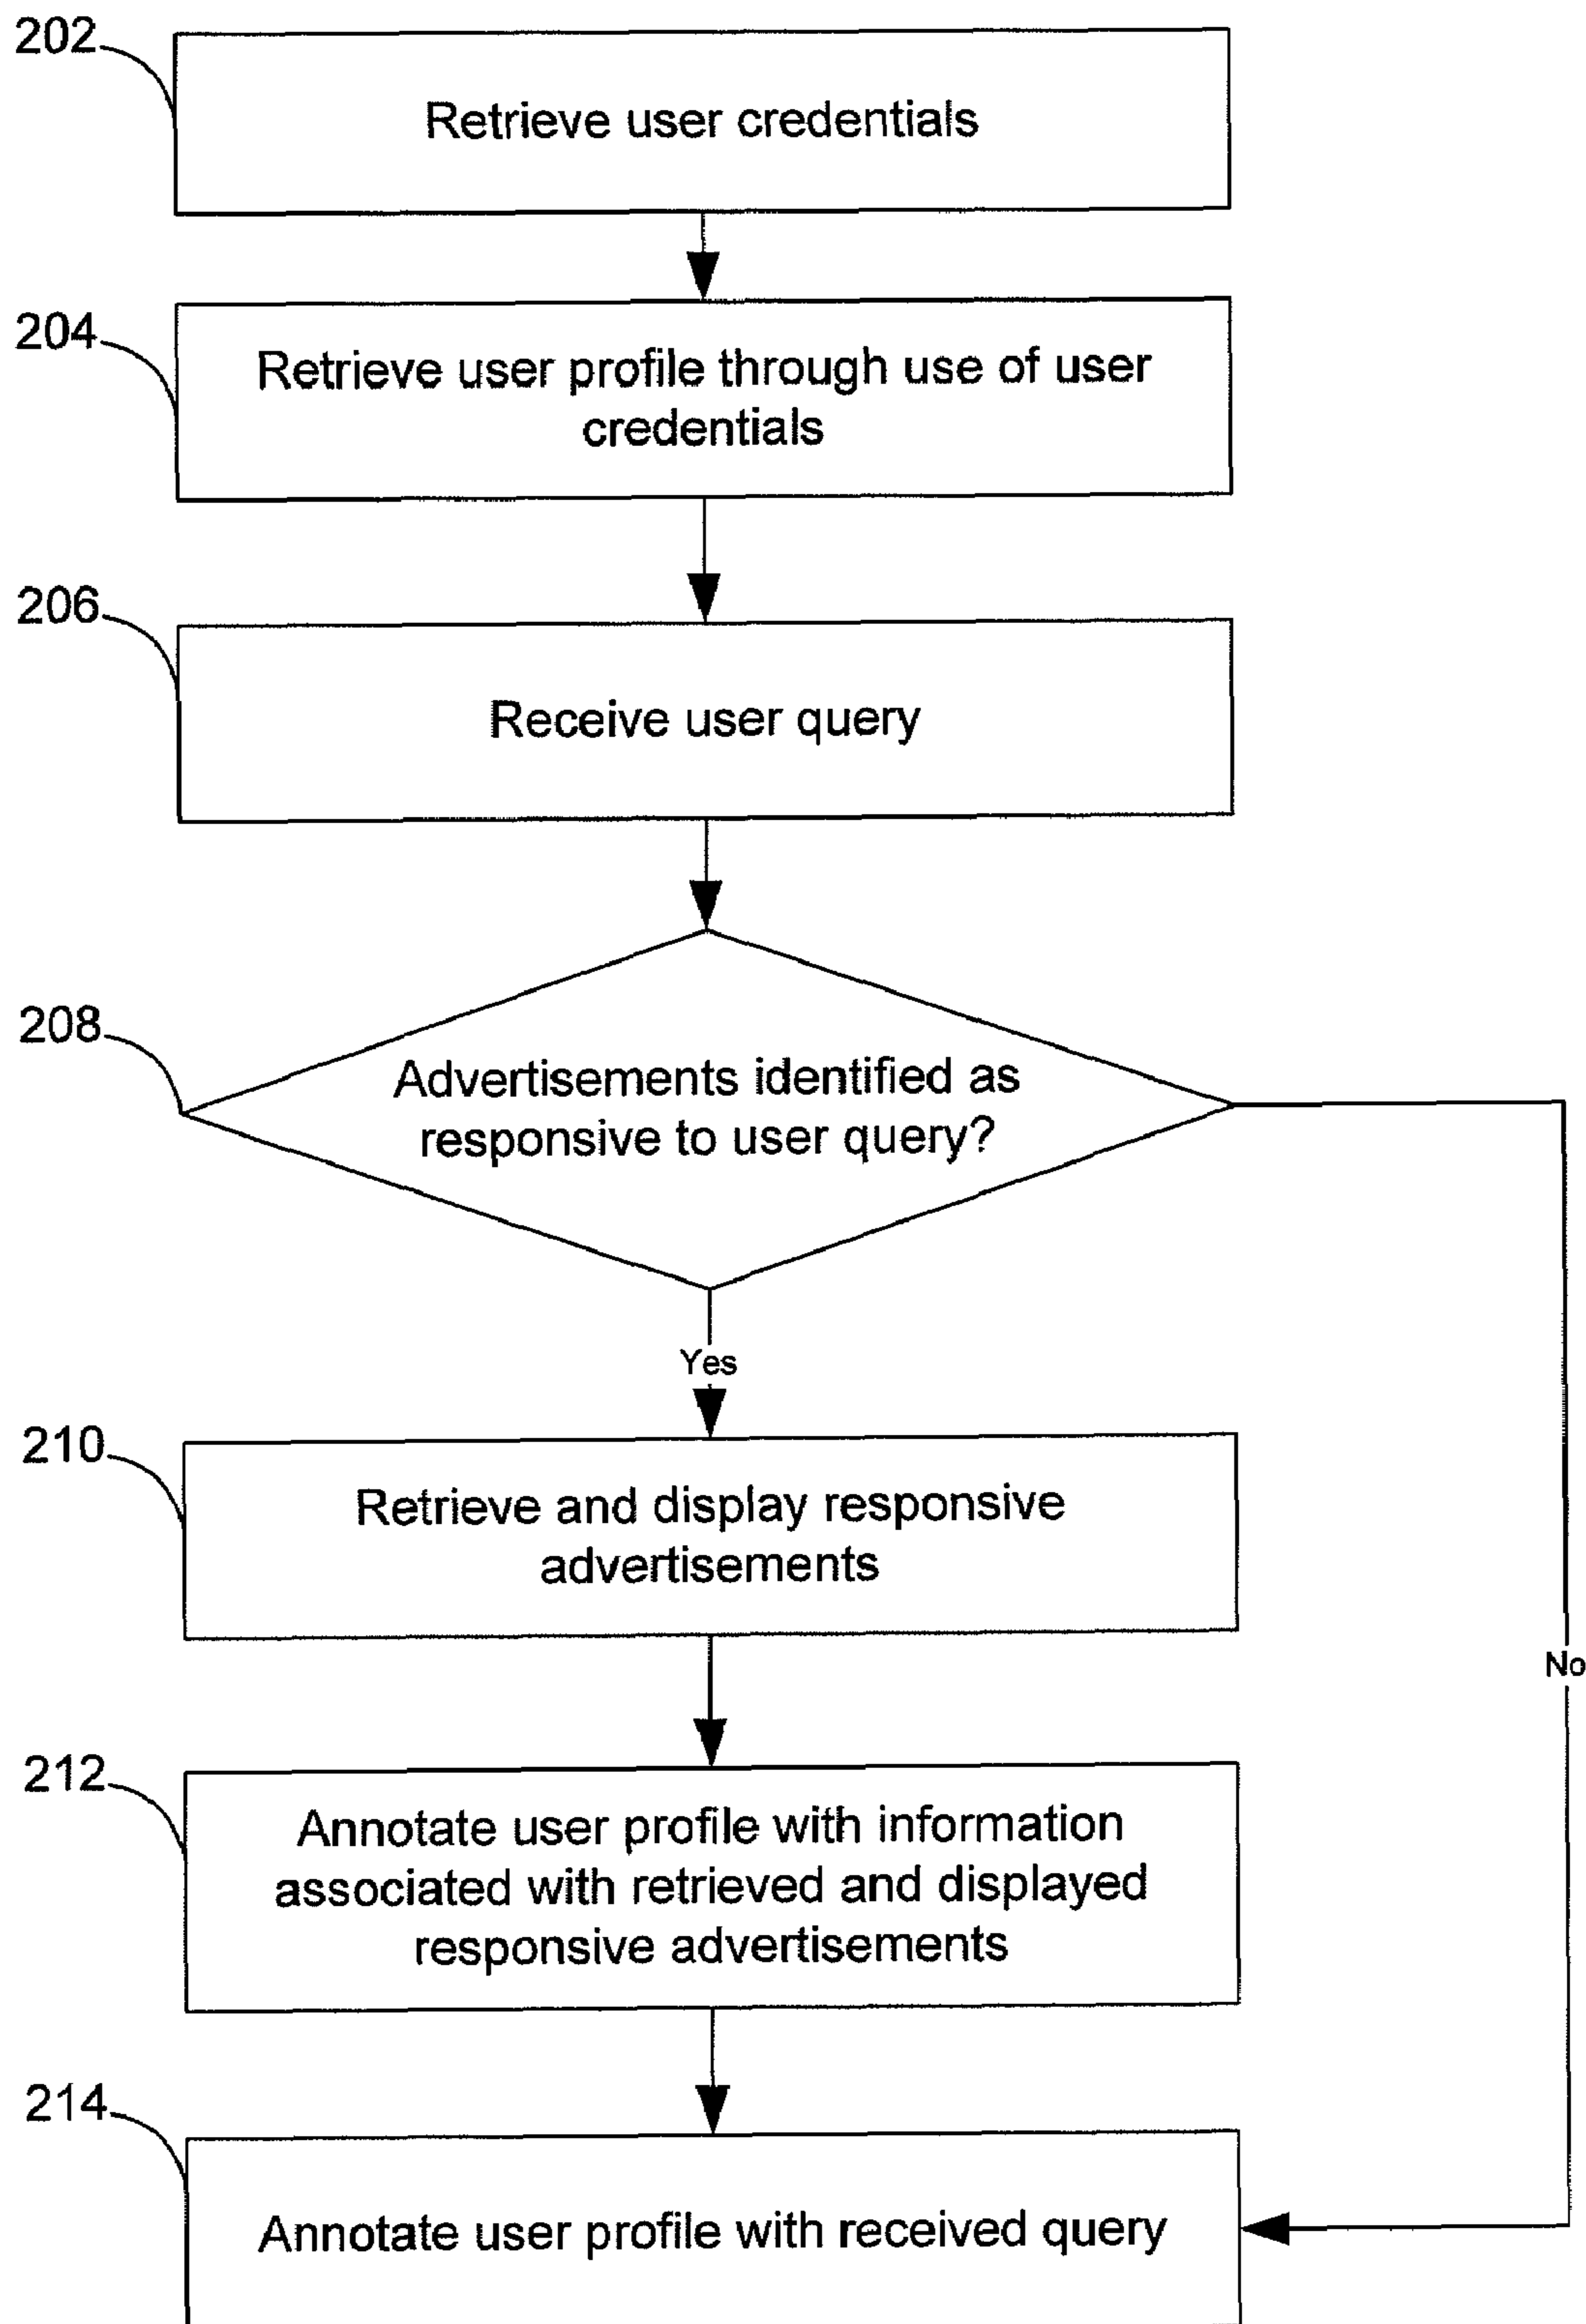 202
Retrieve user credentials
204
Retrieve user profile through use of user
credentials
206
Receive user query
208
Advertisements identified as
responsive to user query?
Yes
210
Retrieve and display responsive
advertisements
No
212
Annotate user profile with information
associated with retrieved and displayed
responsive advertisements
214
Annotate user profile with received query